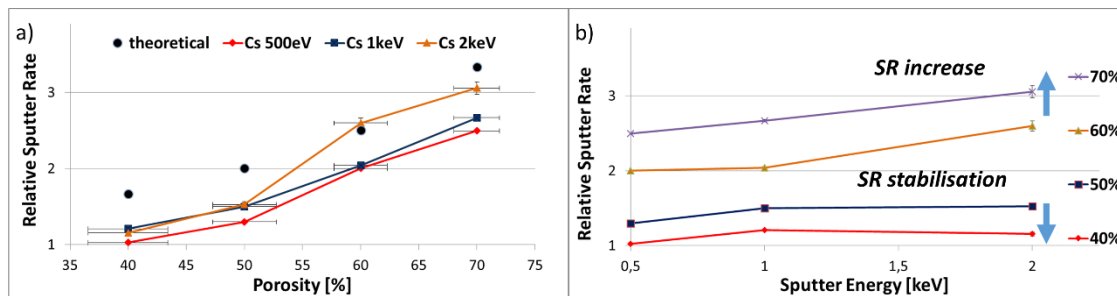 a)
theoretical Cs 500eV Cs 1keV Cs 2keV
Relative Sputter Rate
3
2
1
35 40 45 50 55 60 65 70 75
Porosity [%]
b)
Relative Sputter Rate
3
2
1
SR increase
SR stabilisation
70%
60%
50%
40%
0,5 1 1,5 2
Sputter Energy [keV]